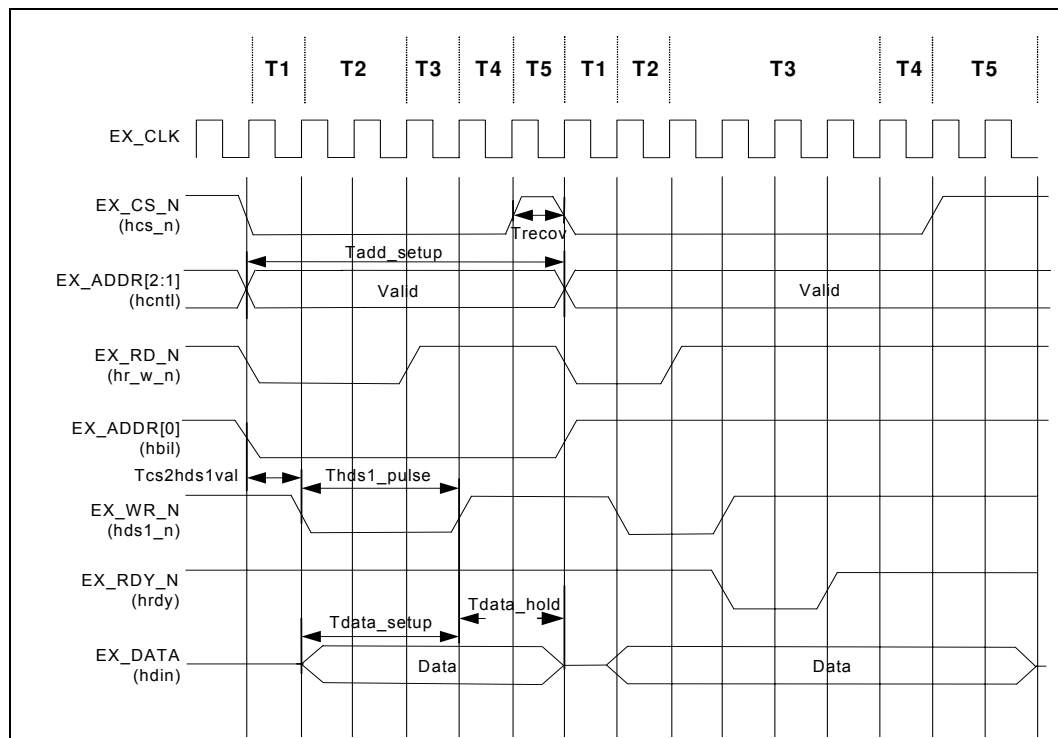 T1 T2 T3 T4 T5 T1 T2 T3 T4 T5
EX_CLK
EX_CS_N
(hcs_n)
Trecov
Tadd_setup
EX_ADDR[2:1]
(hcntl)
Valid
Valid
EX_RD_N
(hr_w_n)
EX_ADDR[0]
(hbil)
Tcs2hds1val
Thds1_pulse
EX_WR_N
(hds1_n)
EX_RDY_N
(hrdy)
Tdata_hold
Tdata_setup
EX_DATA
(hdin)
Data
Data